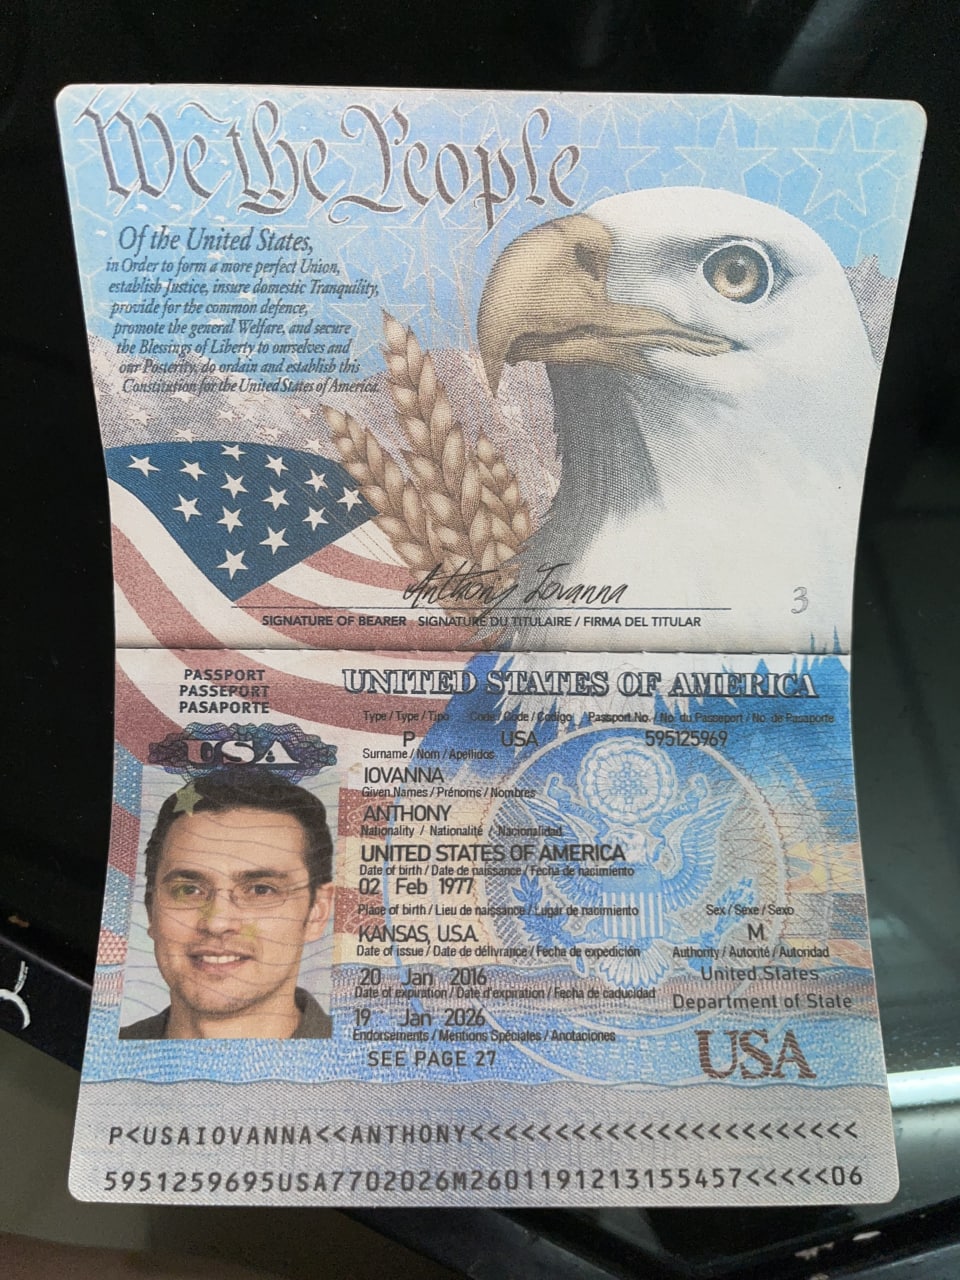 We the People
Of the United States,
in Order to form a more perfect Union,
establish Justice, insure domestic Tranquility,
provide for the common defence,
promote the general Welfare, and secure
the Blessings of Liberty to ourselves and
our Posterity, do ordain and establish this
Constitution for the United States of America.
Anthony Iovanna
3
SIGNATURE OF BEARER SIGNATURE DU TITULAIRE / FIRMA DEL TITULAR
PASSPORT
PASSEPORT
PASAPORTE
USA
UNITED STATES OF AMERICA
Type / Type / Tipo Code / Code / Codigo Passport No. / No. du Passeport / No. de Pasaporte
P USA 595125969
Surname / Nom / Apellidos
IOVANNA
Given Names / Prénoms / Nombres
ANTHONY
Nationality / Nationalité / Nacionalidad
UNITED STATES OF AMERICA
Date of birth / Date de naissance / Fecha de nacimiento
02 Feb 1977
Place of birth / Lieu de naissance / Lugar de nacimiento Sex / Sexe / Sexo
KANSAS, U.S.A. M
Date of issue / Date de délivrance / Fecha de expedición Authority / Autorité / Autoridad
20 Jan 2016 United States
Date of expiration / Date d'expiration / Fecha de caducidad Department of State
19 Jan 2026
Endorsements / Mentions Spéciales / Anotaciones
SEE PAGE 27
USA
P<USAIOVANNA<<ANTHONY<<<<<<<<<<<<<<<<<<<<<<<
5951259695USA7702026M2601191213155457<<<<<06